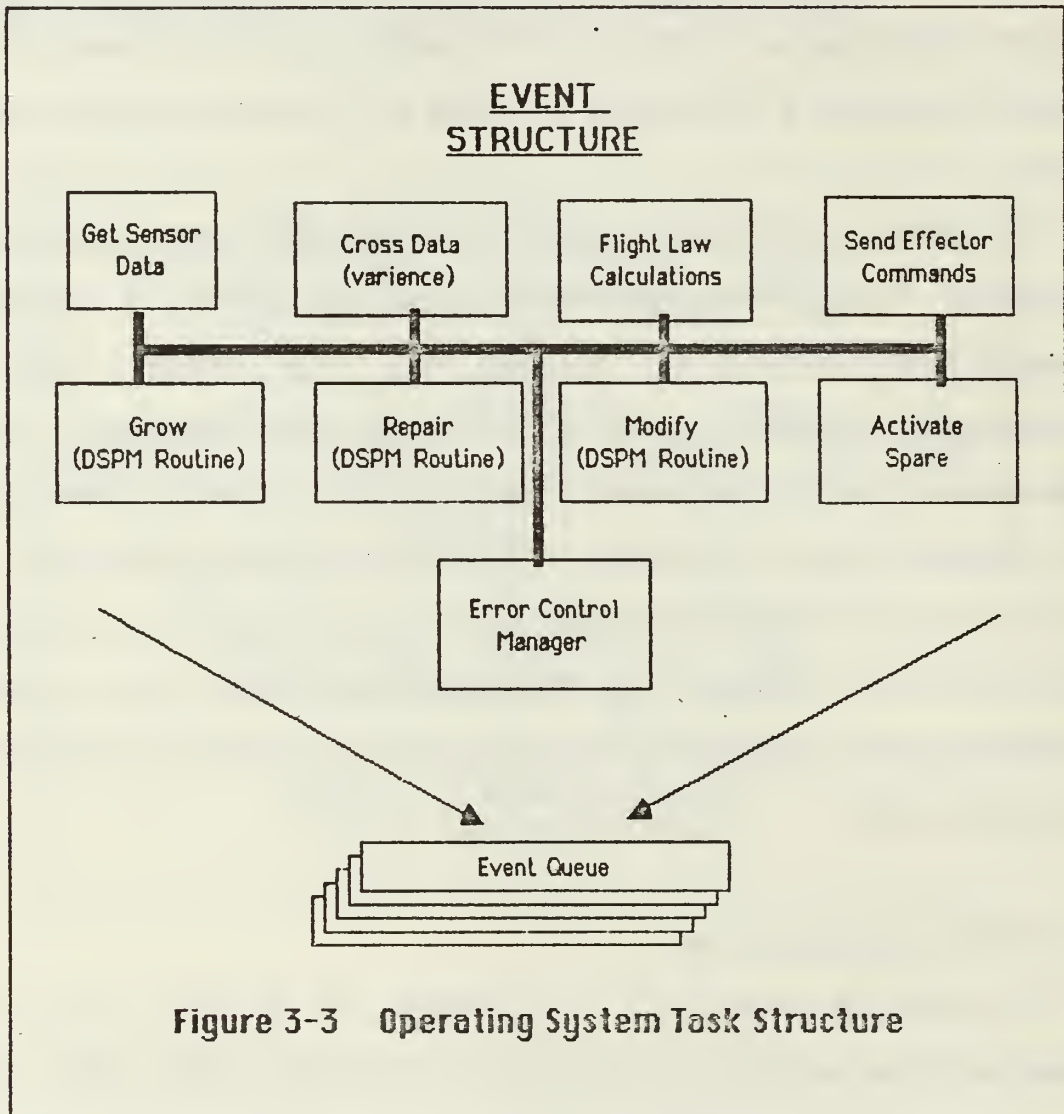 EVENT
STRUCTURE
Get Sensor
Data
Cross Data
(varience)
Flight Law
Calculations
Send Effector
Commands
Grow
(DSPM Routine)
Repair
(DSPM Routine)
Modify
(DSPM Routine)
Activate
Spare
Error Control
Manager
Event Queue
Figure 3-3 Operating System Task Structure